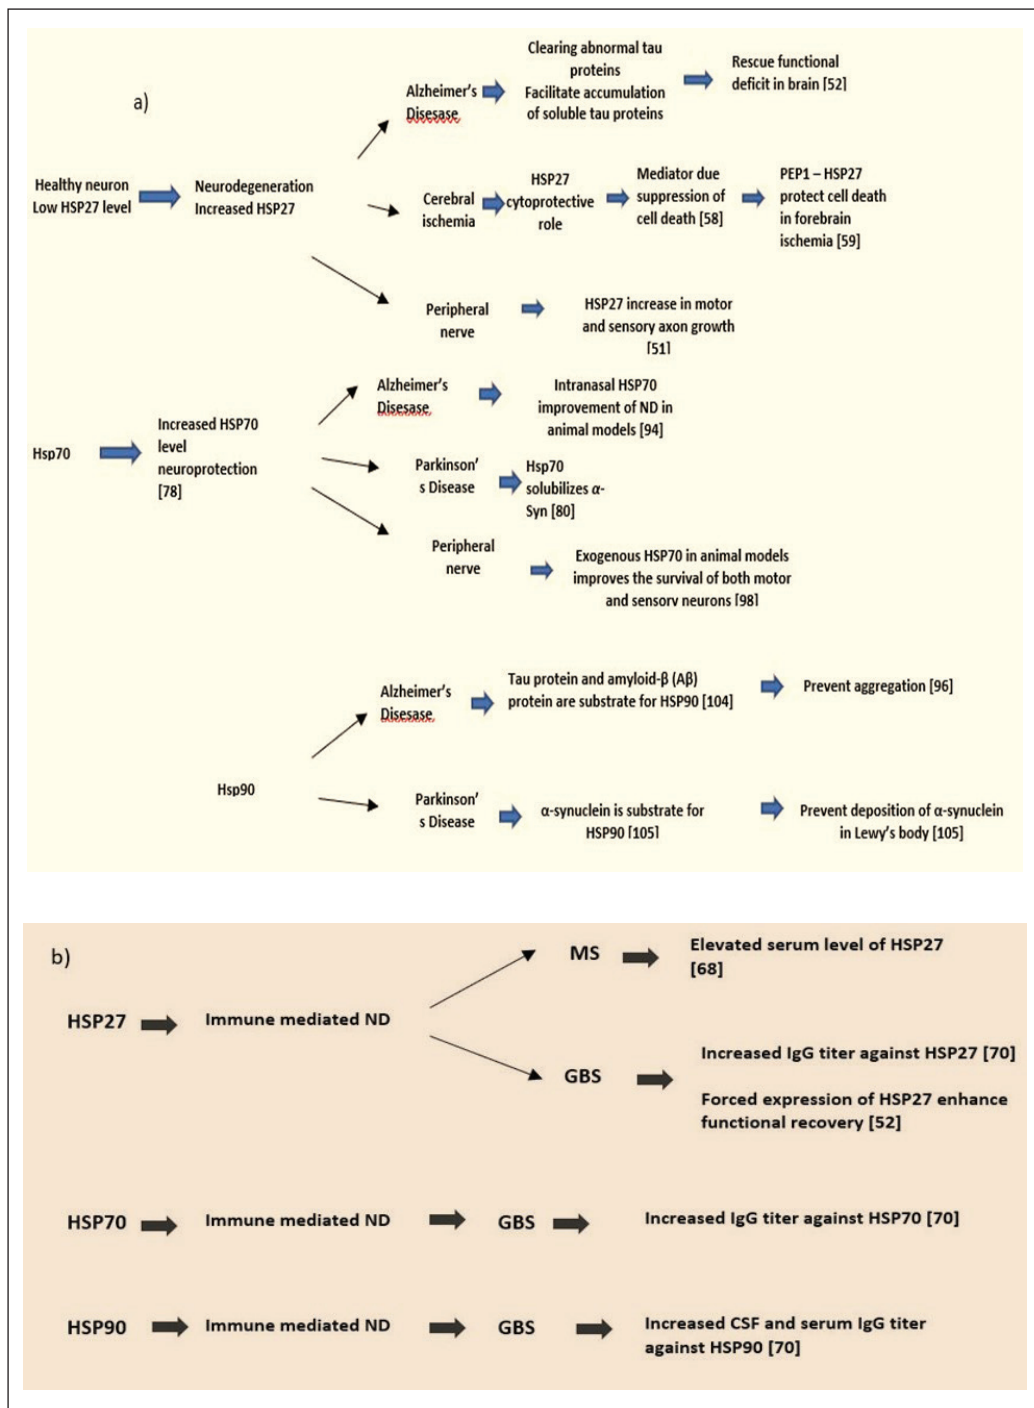 a)
Healthy neuron
Low HSP27 level
Neurodegeneration
Increased HSP27
Alzheimer's
Disesase
Clearing abnormal tau
proteins
Facilitate accumulation
of soluble tau proteins
Rescue functional
deficit in brain [52]
Cerebral
ischemia
HSP27
cytoprotective
role
Mediator due
suppression of
cell death [58]
PEP1 – HSP27
protect cell death
in forebrain
ischemia [59]
Peripheral
nerve
HSP27 increase in motor
and sensory axon growth
[51]
Hsp70
Increased HSP70
level
neuroprotection
[78]
Alzheimer's
Disesase
Intranasal HSP70
improvement of ND in
animal models [94]
Parkinson'
s Disease
Hsp70
solubilizes α-
Syn [80]
Peripheral
nerve
Exogenous HSP70 in animal models
improves the survival of both motor
and sensory neurons [98]
Hsp90
Alzheimer's
Disesase
Tau protein and amyloid-β (Aβ)
protein are substrate for HSP90 [104]
Prevent aggregation [96]
Parkinson'
s Disease
α-synuclein is substrate for
HSP90 [105]
Prevent deposition of α-synuclein
in Lewy's body [105]
b)
HSP27
Immune mediated ND
MS
Elevated serum level of HSP27
[68]
GBS
Increased IgG titer against HSP27 [70]
Forced expression of HSP27 enhance
functional recovery [52]
HSP70
Immune mediated ND
GBS
Increased IgG titer against HSP70 [70]
HSP90
Immune mediated ND
GBS
Increased CSF and serum IgG titer
against HSP90 [70]